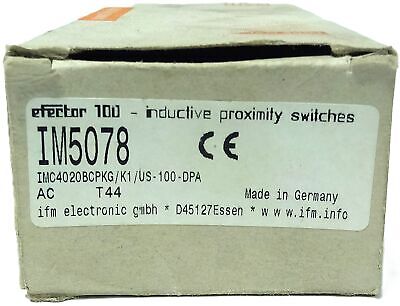 efector 100 - inductive proximity switches
IM5078 CE
IMC4020BCPKG/K1/US-100-DPA
AC T44 Made in Germany
ifm electronic gmbh * D45127Essen * www.ifm.info